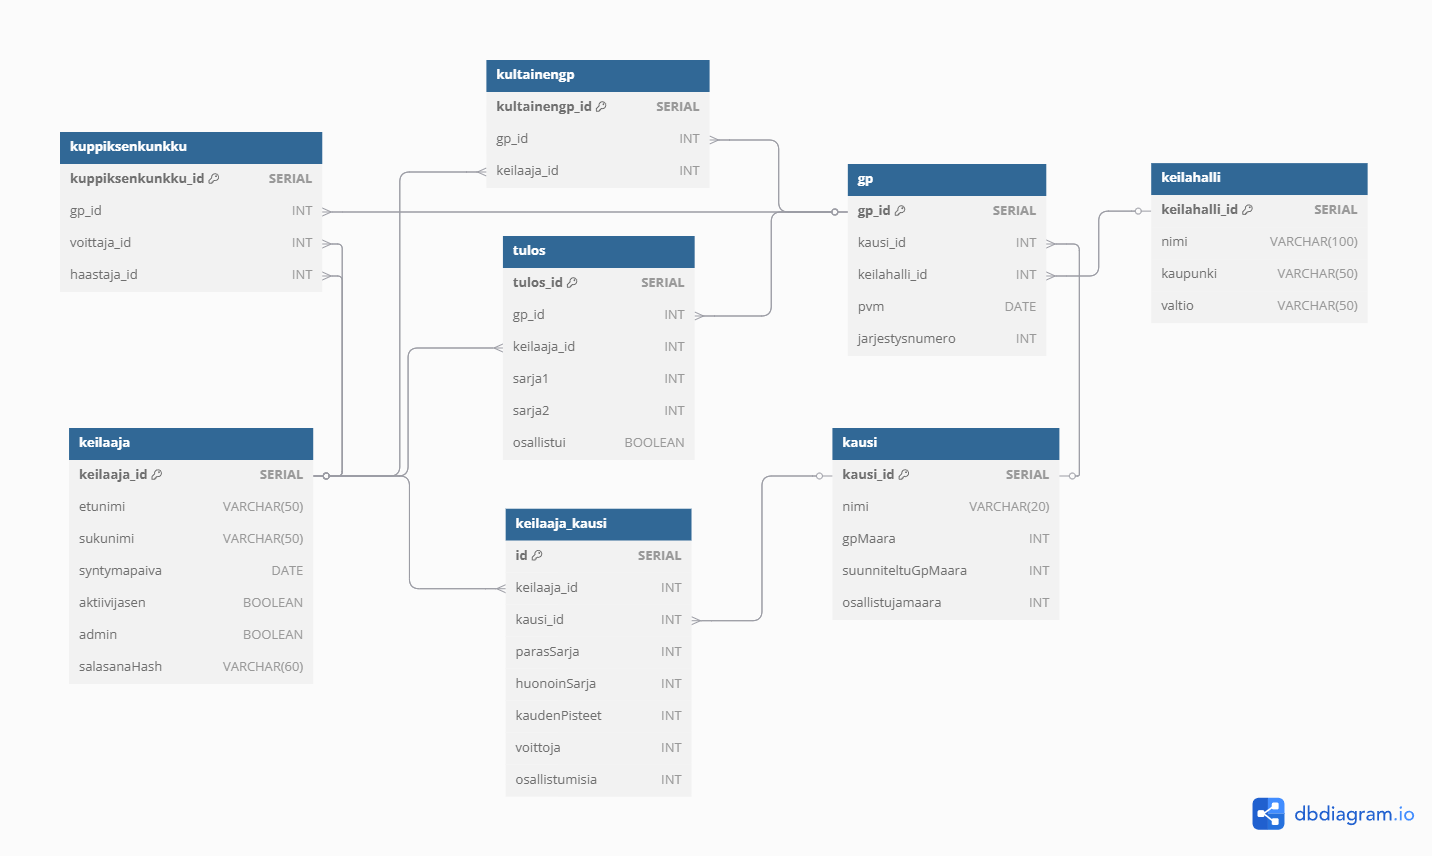 kultainengp
kultainengp_id SERIAL
gp_id INT
keilaaja_id INT
kuppiksenkunkku
kuppiksenkunkku_id SERIAL
gp_id INT
voittaja_id INT
haastaja_id INT
gp
gp_id SERIAL
kausi_id INT
keilahalli_id INT
pvm DATE
jarjestysnumero INT
keilahalli
keilahalli_id SERIAL
nimi VARCHAR(100)
kaupunki VARCHAR(50)
valtio VARCHAR(50)
tulos
tulos_id SERIAL
gp_id INT
keilaaja_id INT
sarja1 INT
sarja2 INT
osallistui BOOLEAN
keilaaja
keilaaja_id SERIAL
etunimi VARCHAR(50)
sukunimi VARCHAR(50)
syntymapaiva DATE
aktiivijasen BOOLEAN
admin BOOLEAN
salasanaHash VARCHAR(60)
keilaaja_kausi
id SERIAL
keilaaja_id INT
kausi_id INT
parasSarja INT
huonoinSarja INT
kaudenPisteet INT
voittoja INT
osallistumisia INT
kausi
kausi_id SERIAL
nimi VARCHAR(20)
gpMaara INT
suunniteltuGpMaara INT
osallistujamaara INT
dbdiagram.io